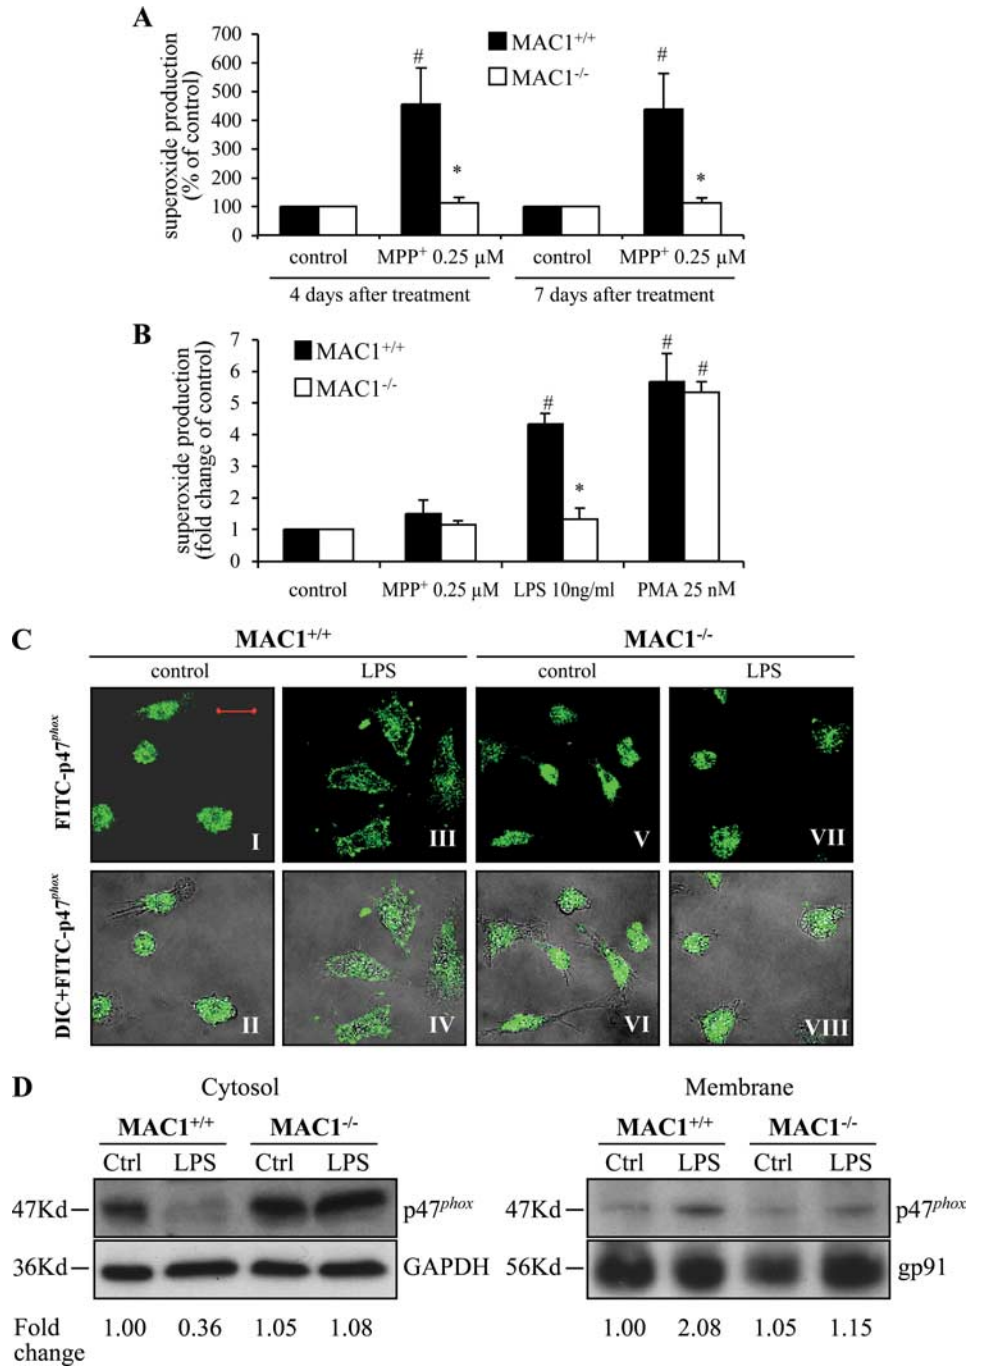 A
superoxide production
(% of control)
700
600
500
400
300
200
100
0
MAC1+/+
MAC1-/-
#
*
#
*
control
MPP+ 0.25 µM
control
MPP+ 0.25 µM
4 days after treatment
7 days after treatment
B
superoxide production
(fold change of control)
7
6
5
4
3
2
1
0
MAC1+/+
MAC1-/-
#
*
#
#
control
MPP+ 0.25 µM
LPS 10ng/ml
PMA 25 nM
C
MAC1+/+
MAC1-/-
control
LPS
control
LPS
FITC-p47phox
I
III
V
VII
DIC+FITC-p47phox
II
IV
VI
VIII
D
Cytosol
Membrane
MAC1+/+
MAC1-/-
MAC1+/+
MAC1-/-
Ctrl LPS Ctrl LPS
Ctrl LPS Ctrl LPS
47Kd
p47phox
47Kd
p47phox
36Kd
GAPDH
56Kd
gp91
Fold
change
1.00 0.36 1.05 1.08
1.00 2.08 1.05 1.15